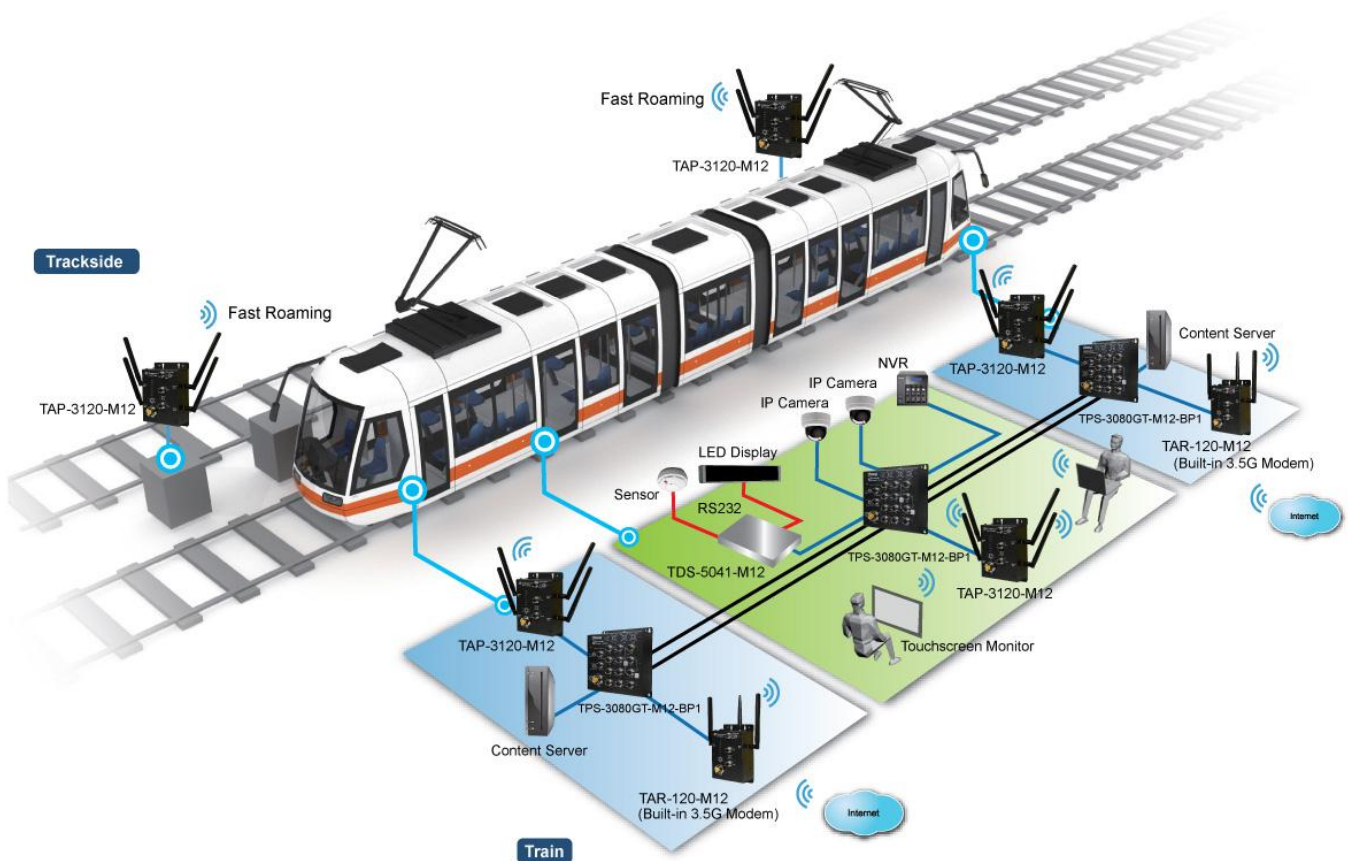 Fast Roaming
TAP-3120-M12
Trackside
Fast Roaming
TAP-3120-M12
Content Server
TAP-3120-M12
NVR
IP Camera
IP Camera
TPS-3080GT-M12-BP1
TAR-120-M12
(Built-in 3.5G Modem)
LED Display
Sensor
RS232
Internet
TPS-3080GT-M12-BP1
TDS-5041-M12
TAP-3120-M12
TAP-3120-M12
Touchscreen Monitor
TPS-3080GT-M12-BP1
Content Server
TAR-120-M12
(Built-in 3.5G Modem)
Internet
Train